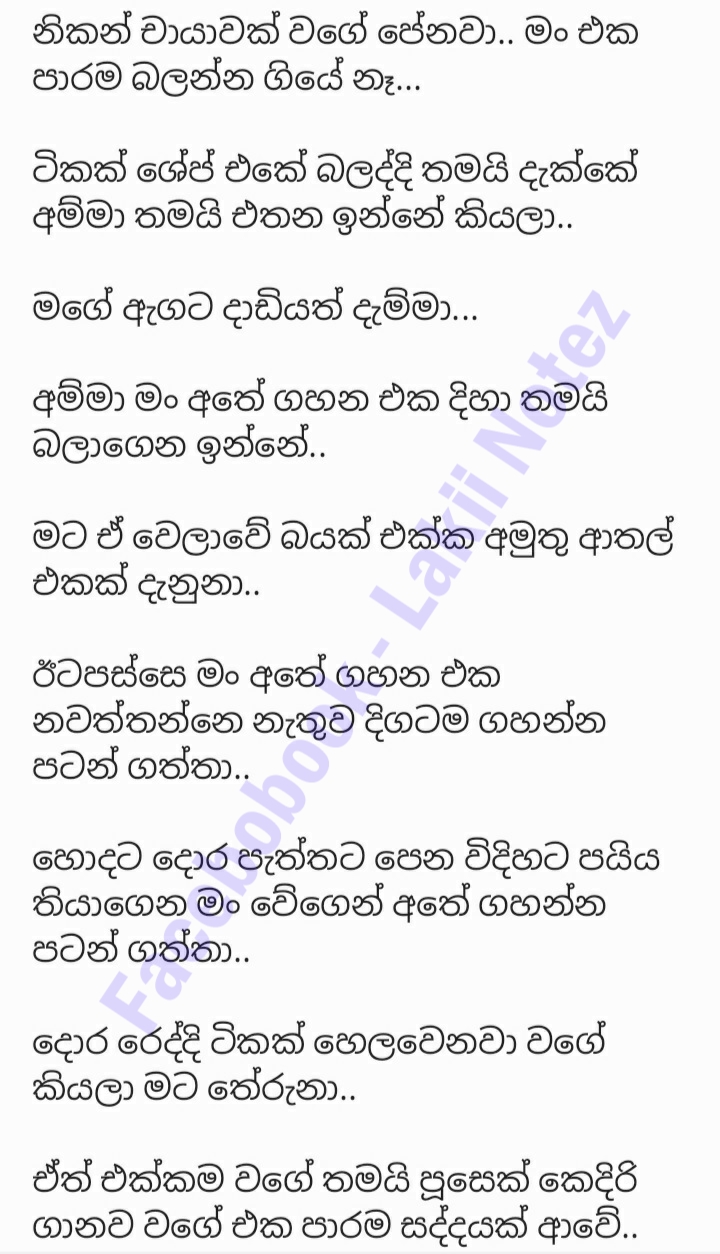 නිකන් චායාවක් වගේ පේනවා.. මං එක
පාරම බලන්න ගියේ නෑ...
ටිකක් ශේප් එකේ බලද්දි තමයි දැක්කේ
අම්මා තමයි එතන ඉන්නේ කියලා..
මගේ ඇගට දාඩියත් දැම්මා...
අම්මා මං අතේ ගහන එක දිහා තමයි
බලාගෙන ඉන්නේ..
මට ඒ වෙලාවේ බයක් එක්ක අමුතු ආතල්
එකක් දැනුනා..
ඊටපස්සෙ මං අතේ ගහන එක
නවත්තන්නෙ නැතුව දිගටම ගහන්න
පටන් ගත්තා..
හොදට දොර පැත්තට පෙන විදිහට පයිය
තියාගෙන මං වේගෙන් අතේ ගහන්න
පටන් ගත්තා..
දොර රෙද්දි ටිකක් හෙලවෙනවා වගේ
කියලා මට තේරුනා..
ඒත් එක්කම වගේ තමයි පූසෙක් කෙදිරි
ගානව වගේ එක පාරම සද්දයක් ආවේ..
Facebobook - Lakii Notez